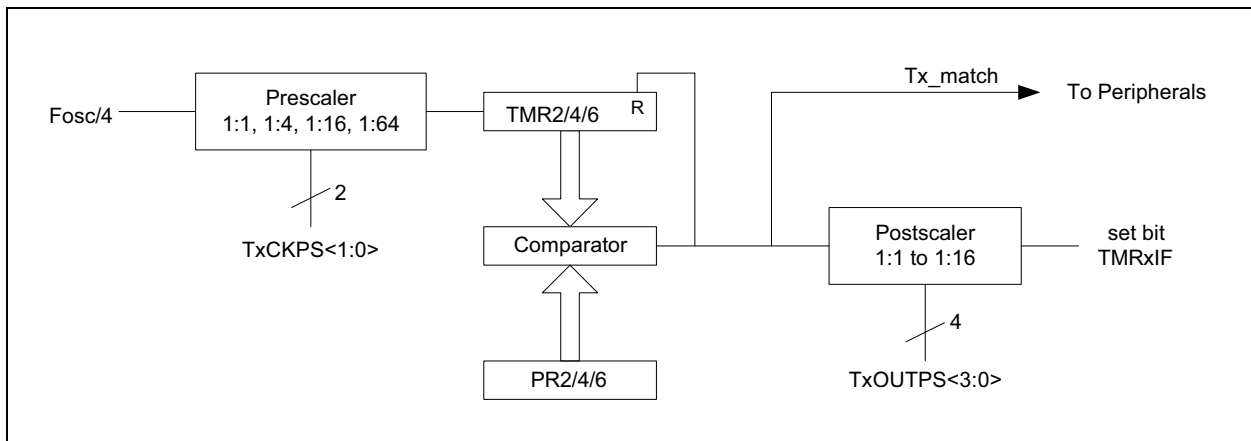 Fosc/4
Prescaler
1:1, 1:4, 1:16, 1:64
2
TxCKPS<1:0>
TMR2/4/6
R
Comparator
PR2/4/6
Tx_match
To Peripherals
Postscaler
1:1 to 1:16
4
TxOUTPS<3:0>
set bit
TMRxIF